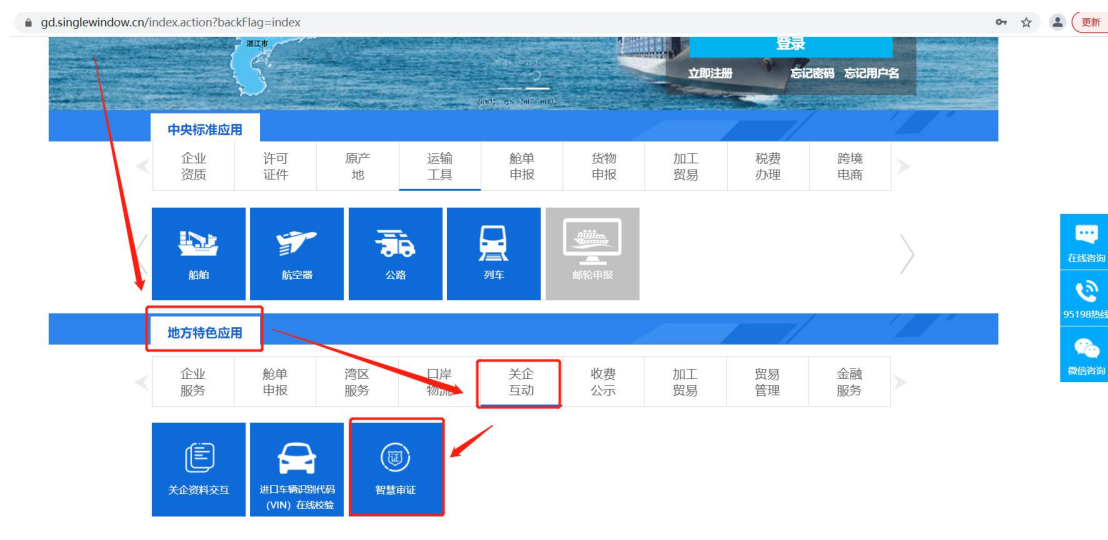 gd.singlewindow.cn/index.action?backFlag=index
更新
湛江市
登录
立即注册 忘记密码 忘记用户名
中央标准应用
企业
资质
许可
证件
原产
地
运输
工具
舱单
申报
货物
申报
加工
贸易
税费
办理
跨境
电商
船舶
航空器
公路
列车
邮轮申报
在线咨询
95198热线
微信咨询
地方特色应用
企业
服务
舱单
申报
湾区
服务
口岸
物流
关企
互动
收费
公示
加工
贸易
贸易
管理
金融
服务
关企资料交互
进口车辆识别代码
(VIN) 在线校验
证
智慧审证